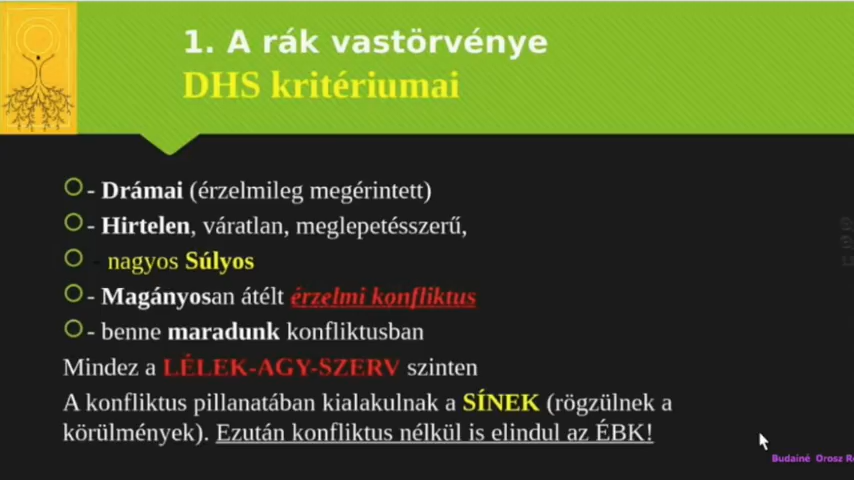 1. A rák vastörvénye
DHS kritériumai
- Drámai (érzelmileg megérintett)
- Hirtelen, váratlan, meglepetésszerű,
- nagyos Súlyos
- Magányosan átélt érzelmi konfliktus
- benne maradunk konfliktusban
Mindez a LÉLEK-AGY-SZERV szinten
A konfliktus pillanatában kialakulnak a SÍNEK (rögzülnek a
körülmények). Ezután konfliktus nélkül is elindul az ÉBK!
Budainé Orosz